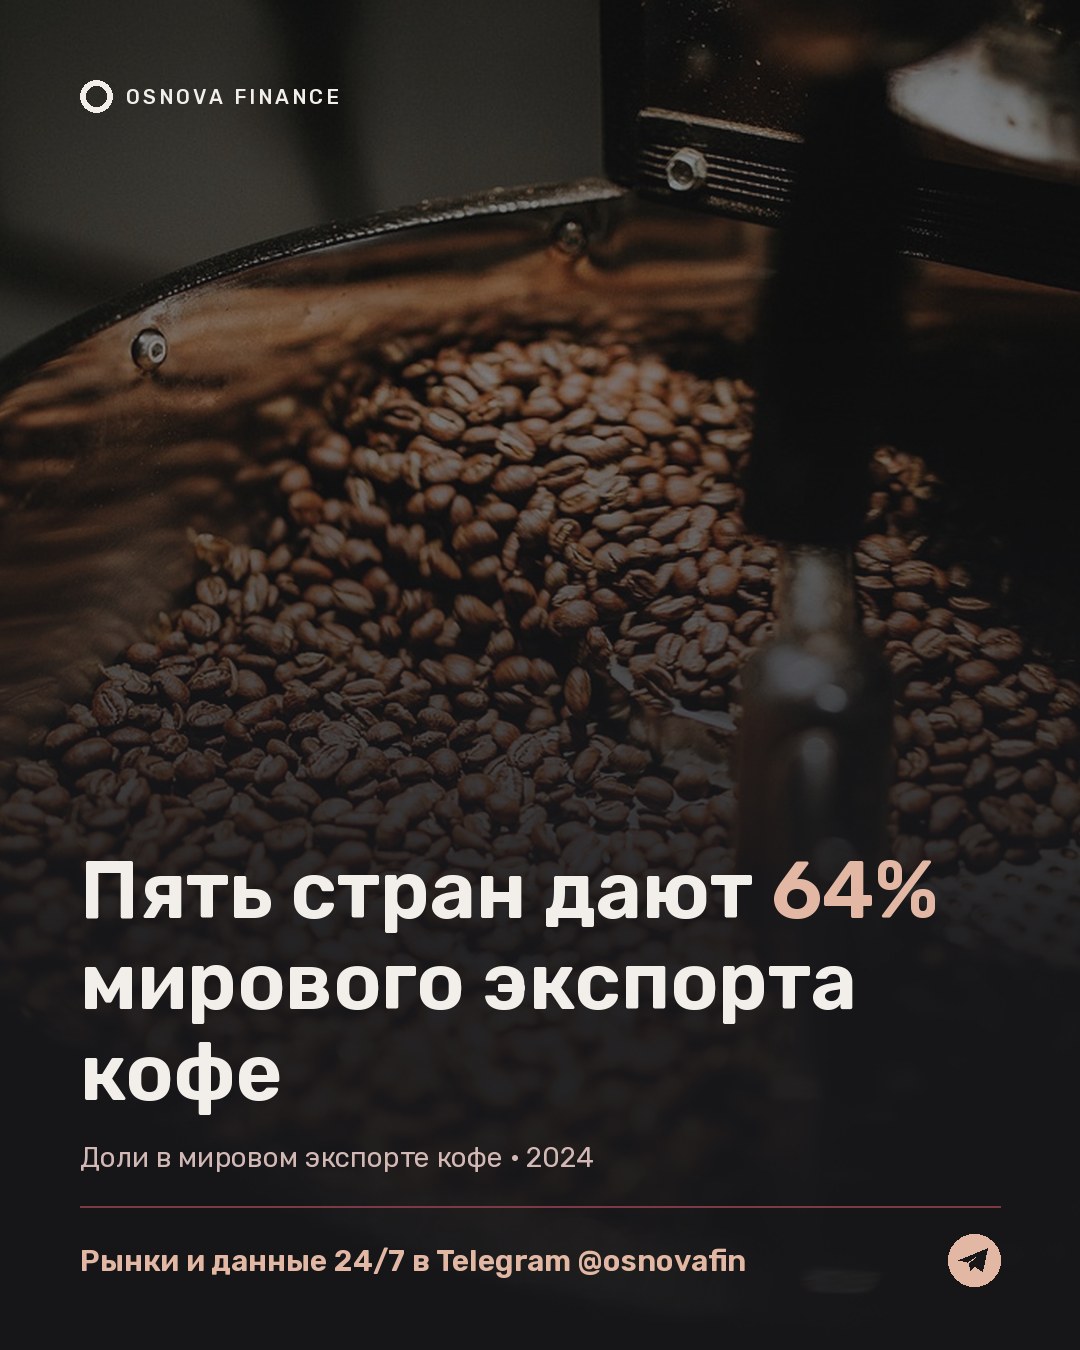 OSNOVA FINANCE
Пять стран дают 64%
мирового экспорта
кофе
Доли в мировом экспорте кофе • 2024
Рынки и данные 24/7 в Telegram @osnovafin